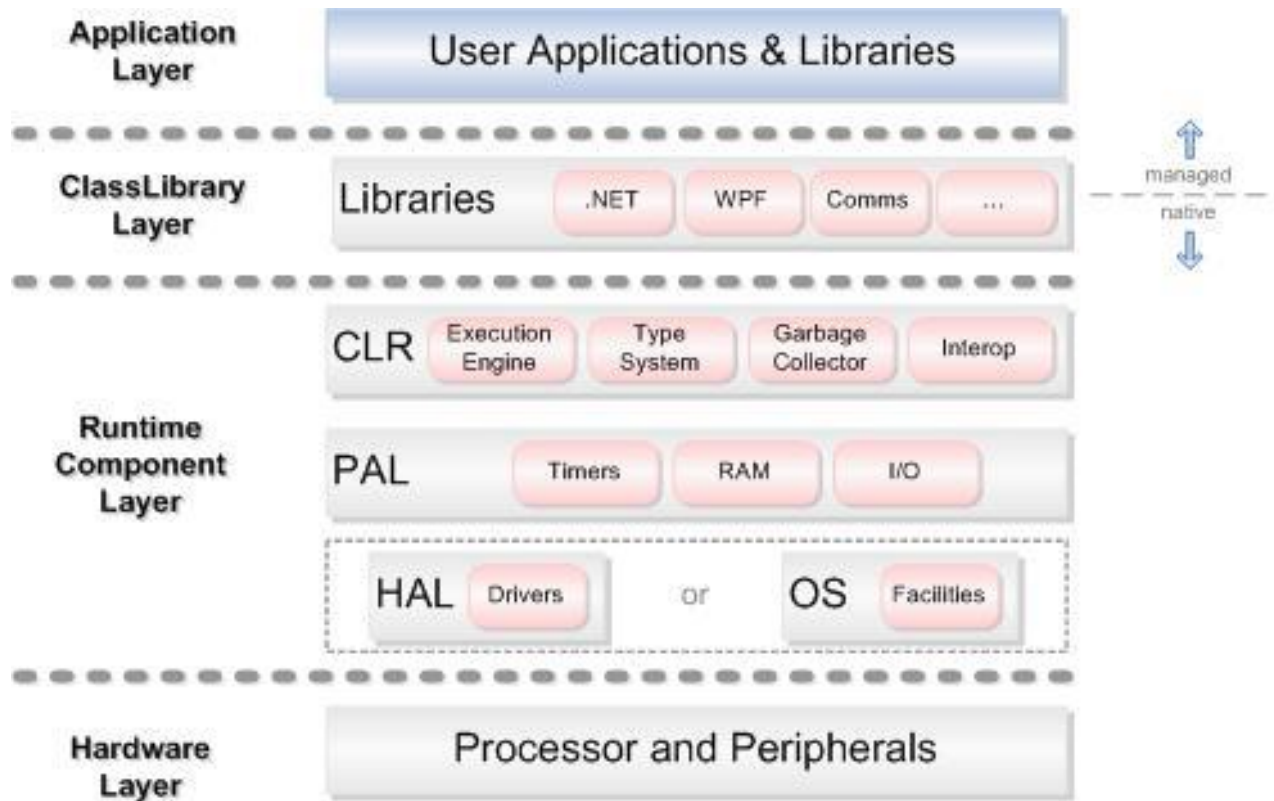 Application
Layer
User Applications & Libraries
ClassLibrary
Layer
Libraries
.NET
WPF
Comms
...
managed
native
Runtime
Component
Layer
CLR
Execution
Engine
Type
System
Garbage
Collector
Interop
PAL
Timers
RAM
I/O
HAL
Drivers
or
OS
Facilities
Hardware
Layer
Processor and Peripherals